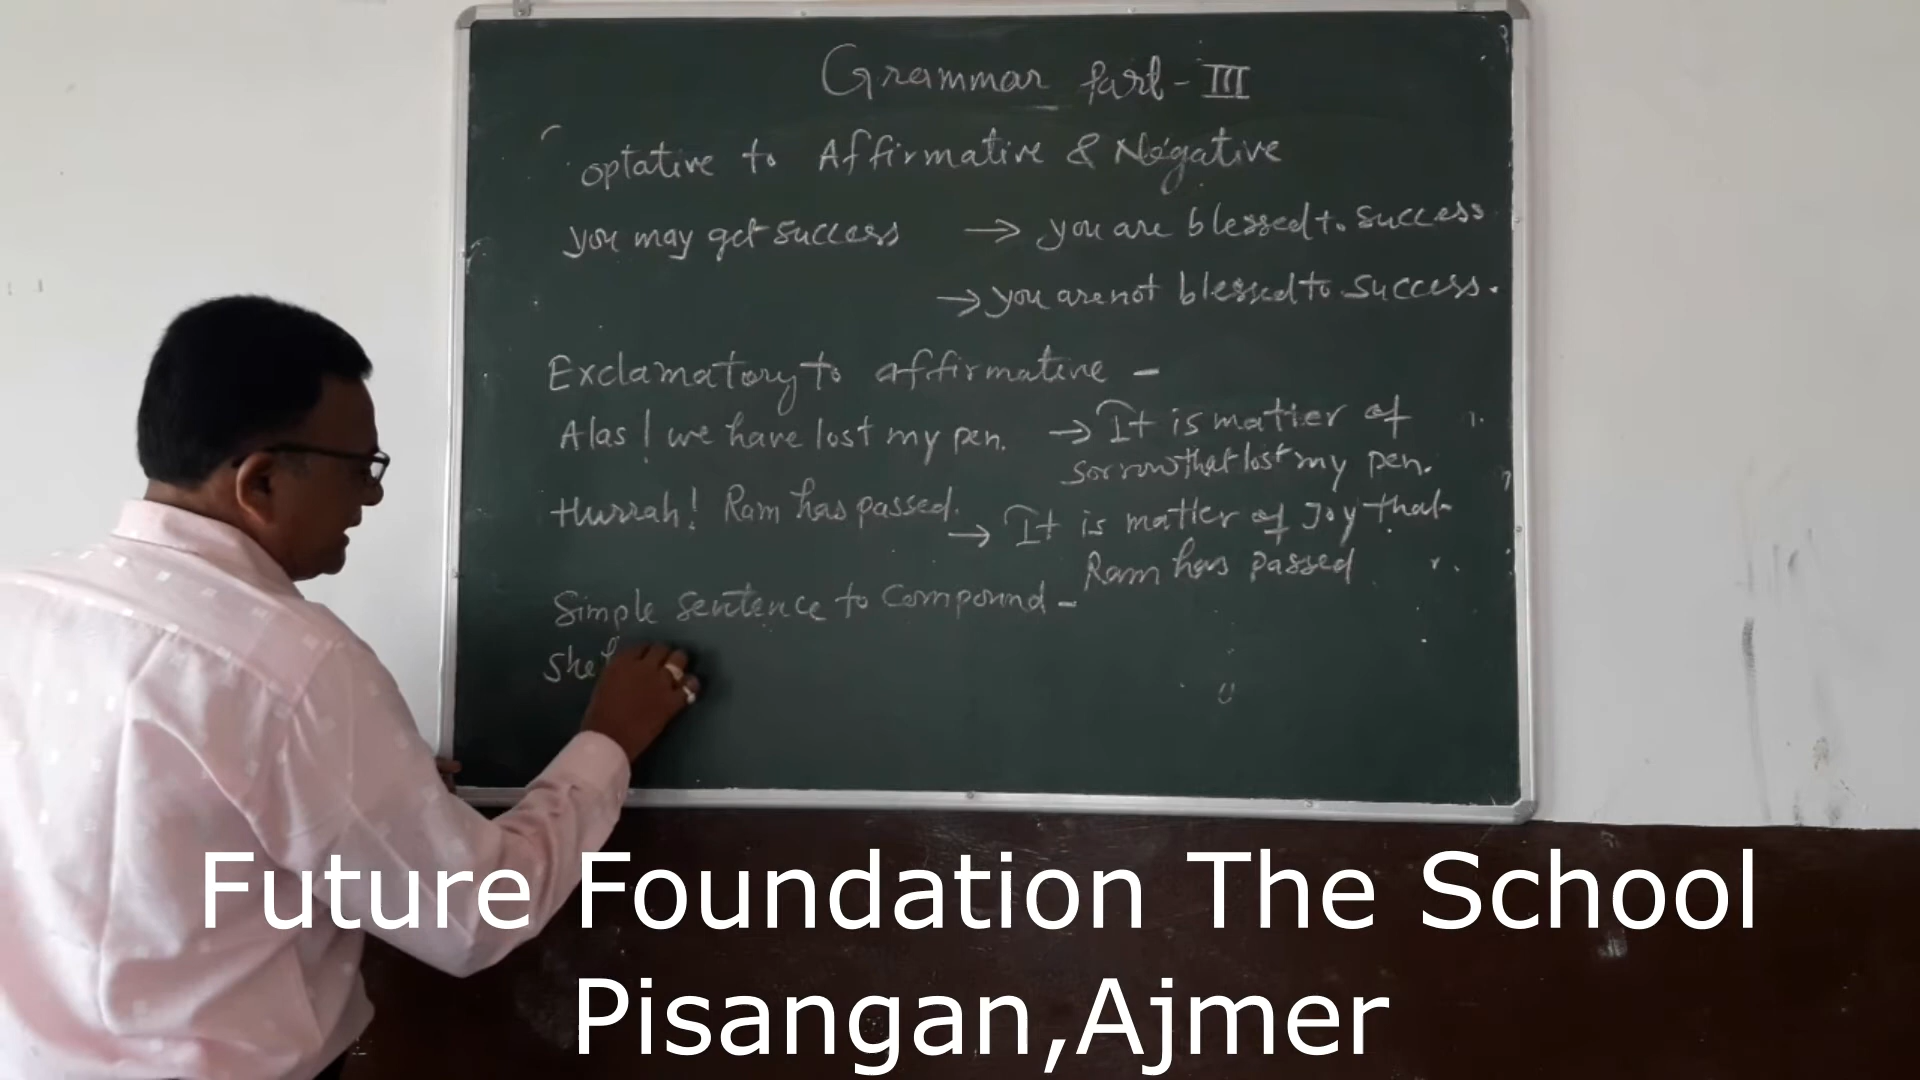 Grammar Part - III
optative to Affirmative & Negative
you may get success → you are blessed to success
→ you are not blessed to success.
Exclamatory to affirmative -
Alas! we have lost my pen. → It is matter of
sorrow that lost my pen.
Hurrah! Ram has passed. → It is matter of Joy that
Ram has passed
Simple sentence to Compound -
She
Future Foundation The School
Pisangan,Ajmer